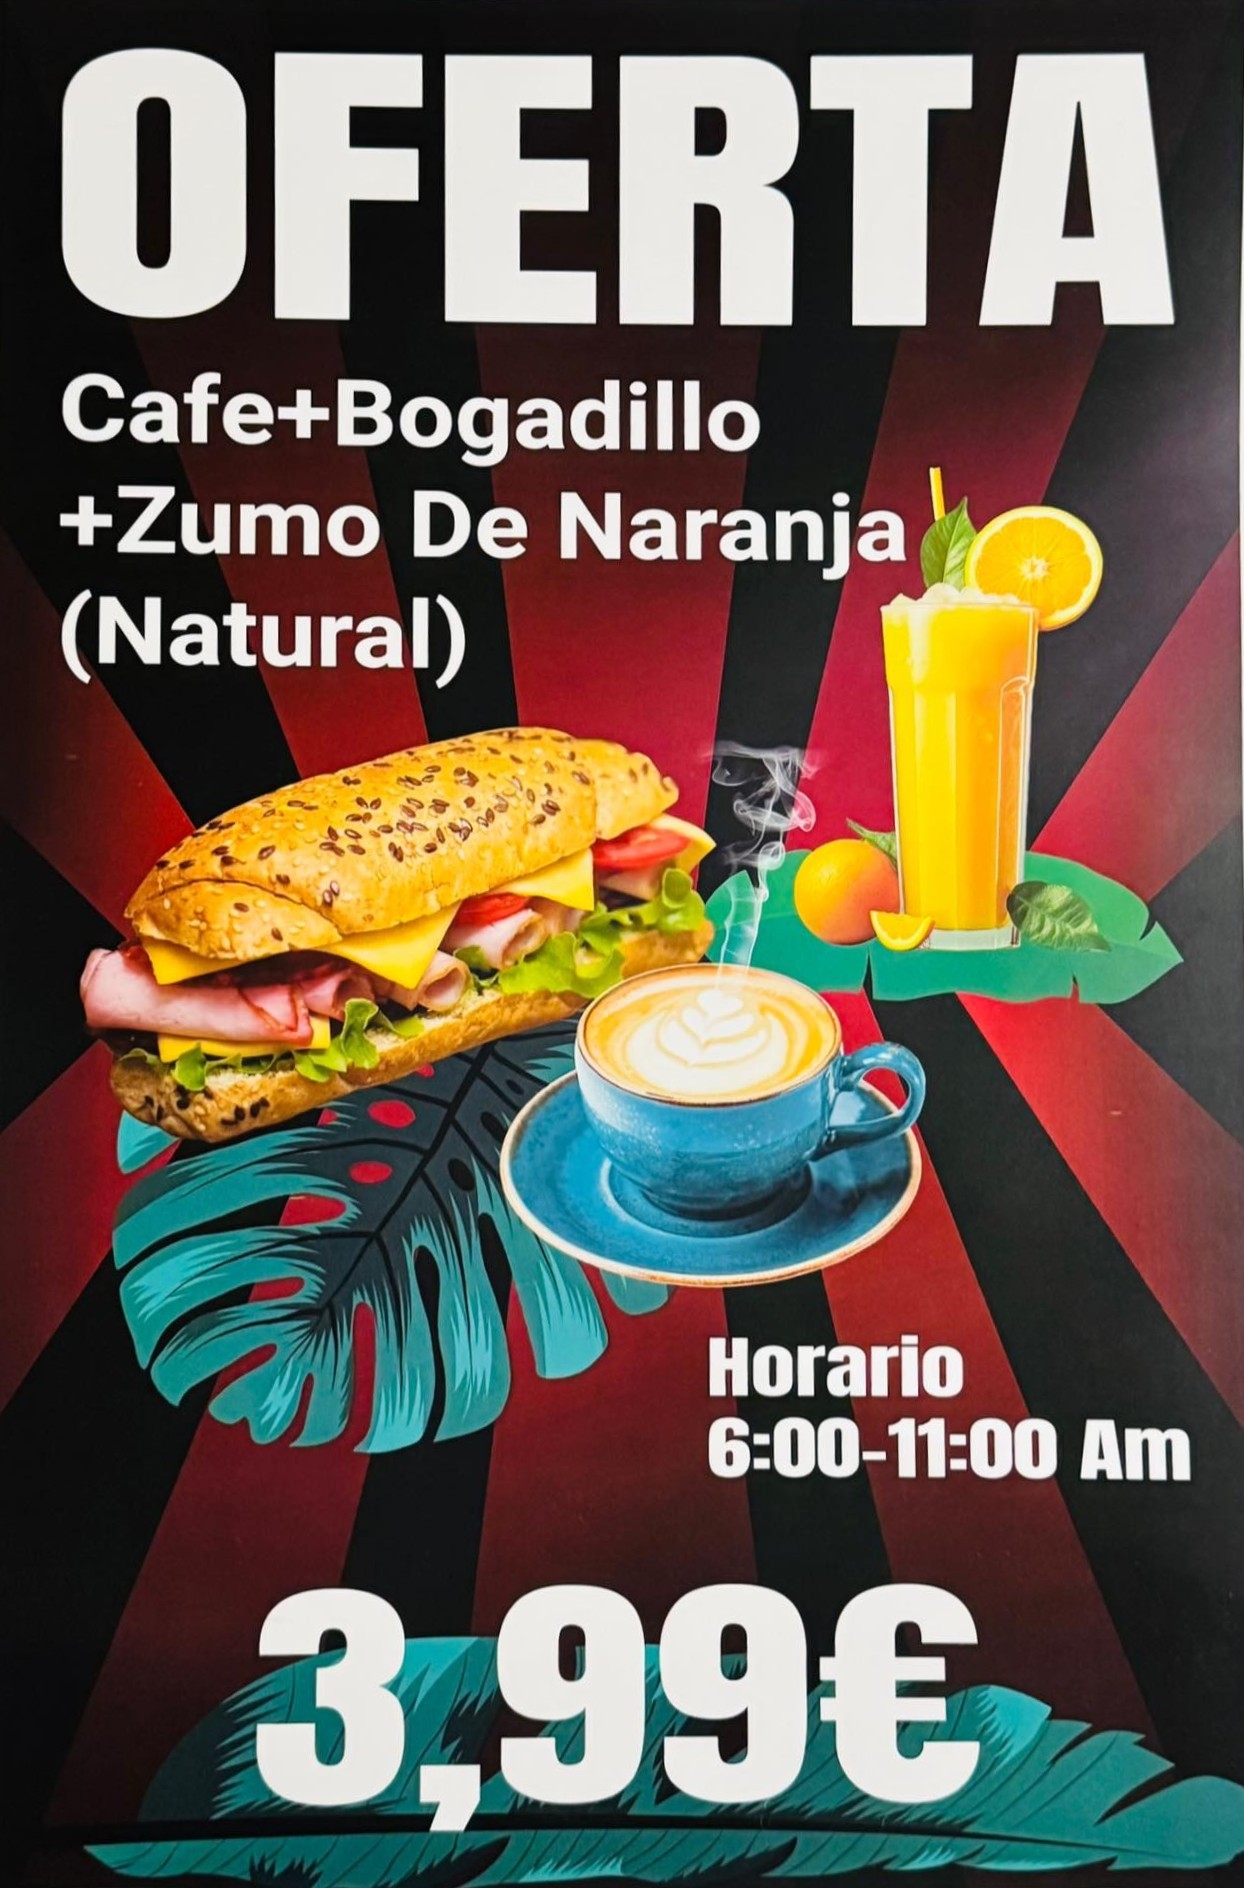 OFERTA
Cafe+Bogadillo
+Zumo De Naranja
(Natural)
Horario
6:00-11:00 Am
3,99€